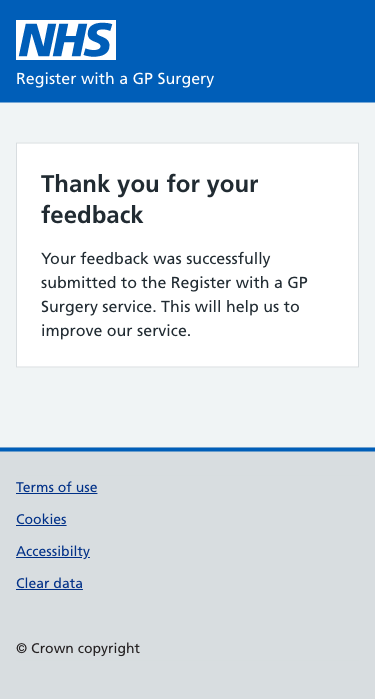 NHS
Register with a GP Surgery
Thank you for your
feedback
Your feedback was successfully
submitted to the Register with a GP
Surgery service. This will help us to
improve our service.
Terms of use
Cookies
Accessibilty
Clear data
© Crown copyright